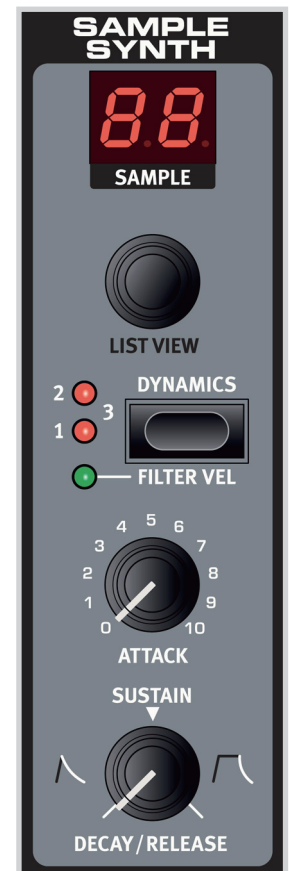 SAMPLE
SYNTH
88
SAMPLE
LIST VIEW
DYNAMICS
2
3
1
FILTER VEL
0 1 2 3 4 5 6 7 8 9 10
ATTACK
SUSTAIN
DECAY/RELEASE